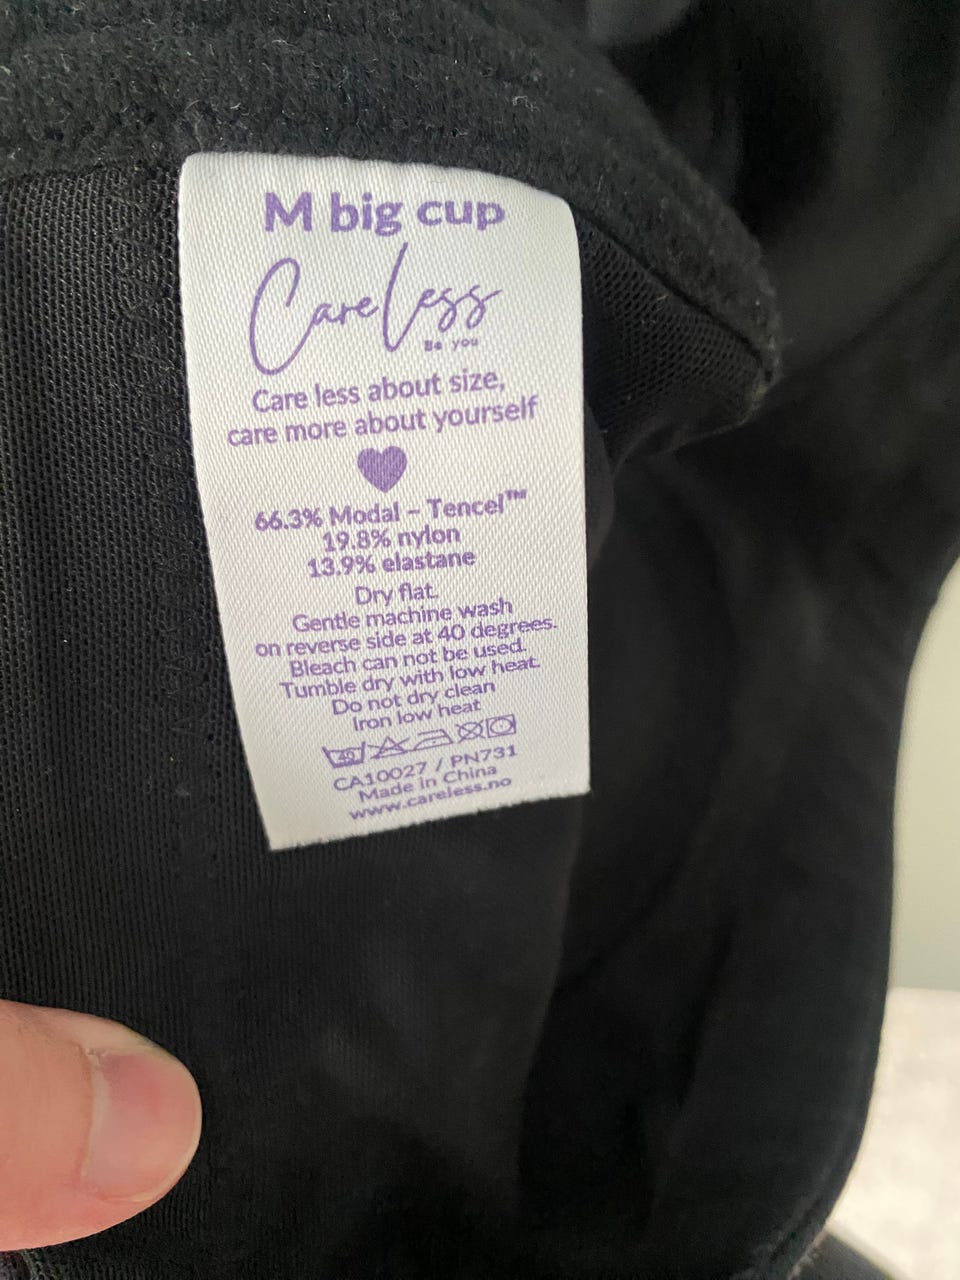 M big cup
CareLess
Be you
Care less about size,
care more about yourself
66.3% Modal – Tencel™
19.8% nylon
13.9% elastane
Dry flat.
Gentle machine wash
on reverse side at 40 degrees.
Bleach can not be used.
Tumble dry with low heat.
Do not dry clean
Iron low heat
40
CA10027 / PN731
Made in China
www.careless.no